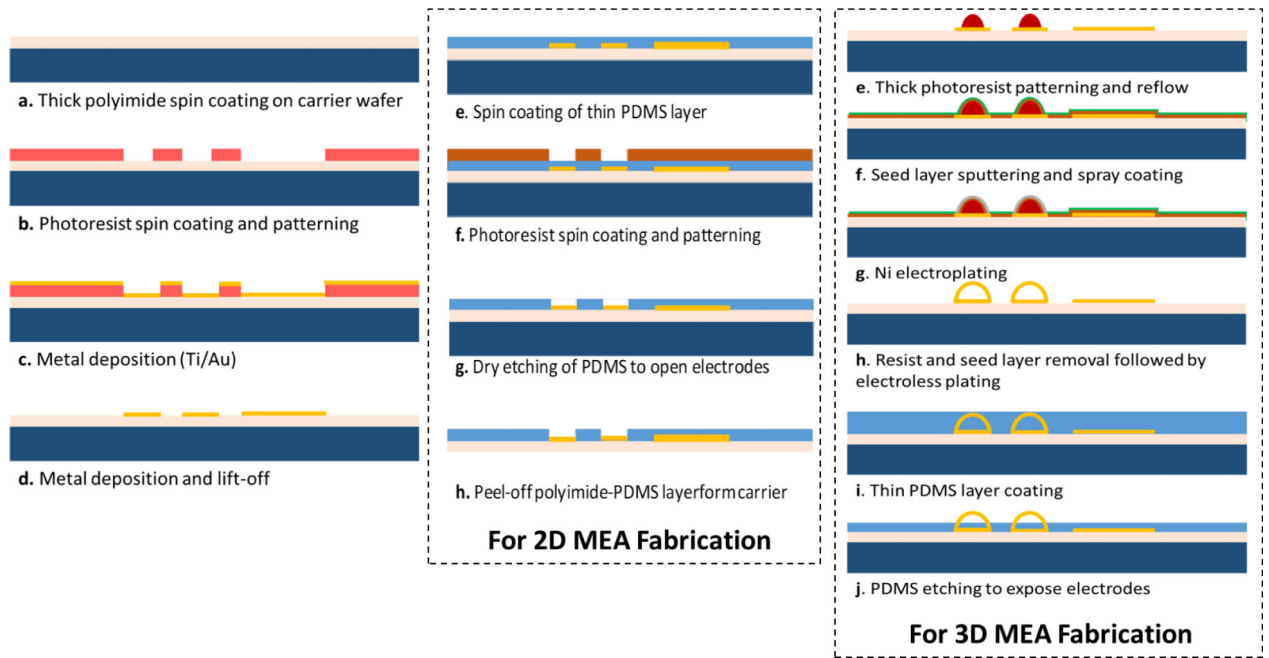 a. Thick polyimide spin coating on carrier wafer
b. Photoresist spin coating and patterning
c. Metal deposition (Ti/Au)
d. Metal deposition and lift-off
e. Spin coating of thin PDMS layer
f. Photoresist spin coating and patterning
g. Dry etching of PDMS to open electrodes
h. Peel-off polyimide-PDMS layerform carrier
For 2D MEA Fabrication
e. Thick photoresist patterning and reflow
f. Seed layer sputtering and spray coating
g. Ni electroplating
h. Resist and seed layer removal followed by
electroless plating
i. Thin PDMS layer coating
j. PDMS etching to expose electrodes
For 3D MEA Fabrication